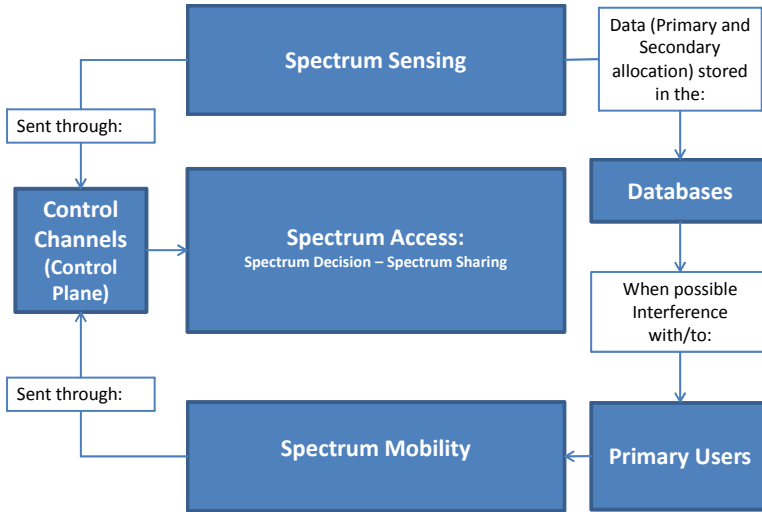 Spectrum Sensing
Data (Primary and
Secondary
allocation) stored
in the:
Sent through:
Databases
Control
Channels
(Control
Plane)
Spectrum Access:
Spectrum Decision – Spectrum Sharing
When possible
Interference
with/to:
Sent through:
Spectrum Mobility
Primary Users